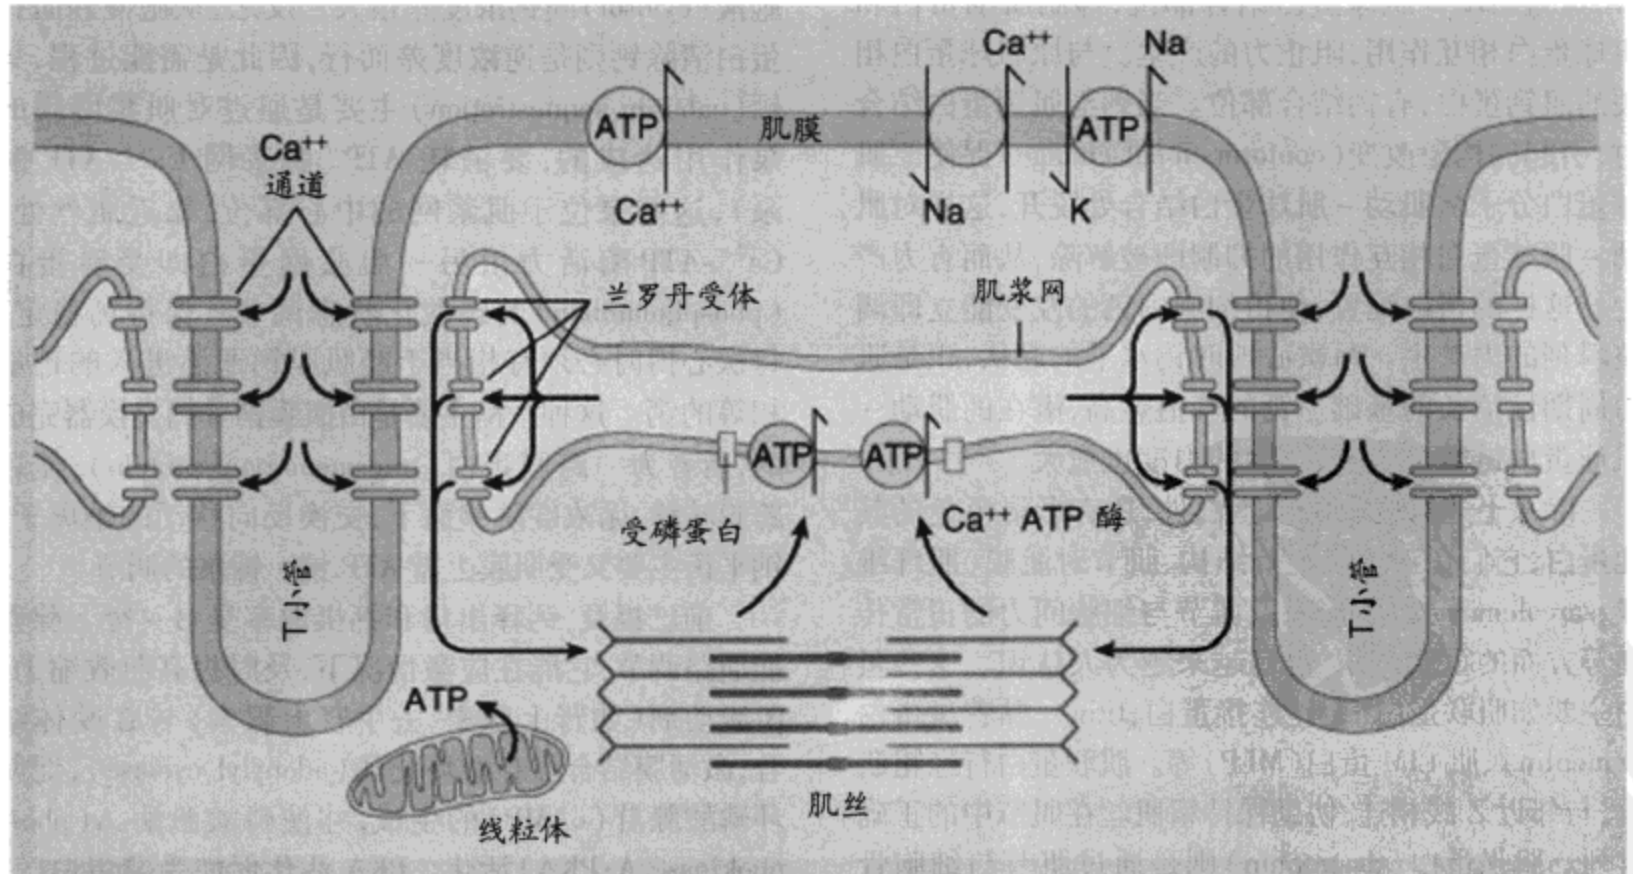 Ca⁺⁺
Na
ATP
肌膜
ATP
Ca⁺⁺
通道
Ca⁺⁺
Na
K
兰罗丹受体
肌浆网
ATP
ATP
受磷蛋白
Ca⁺⁺ ATP 酶
T小管
T小管
ATP
线粒体
肌丝